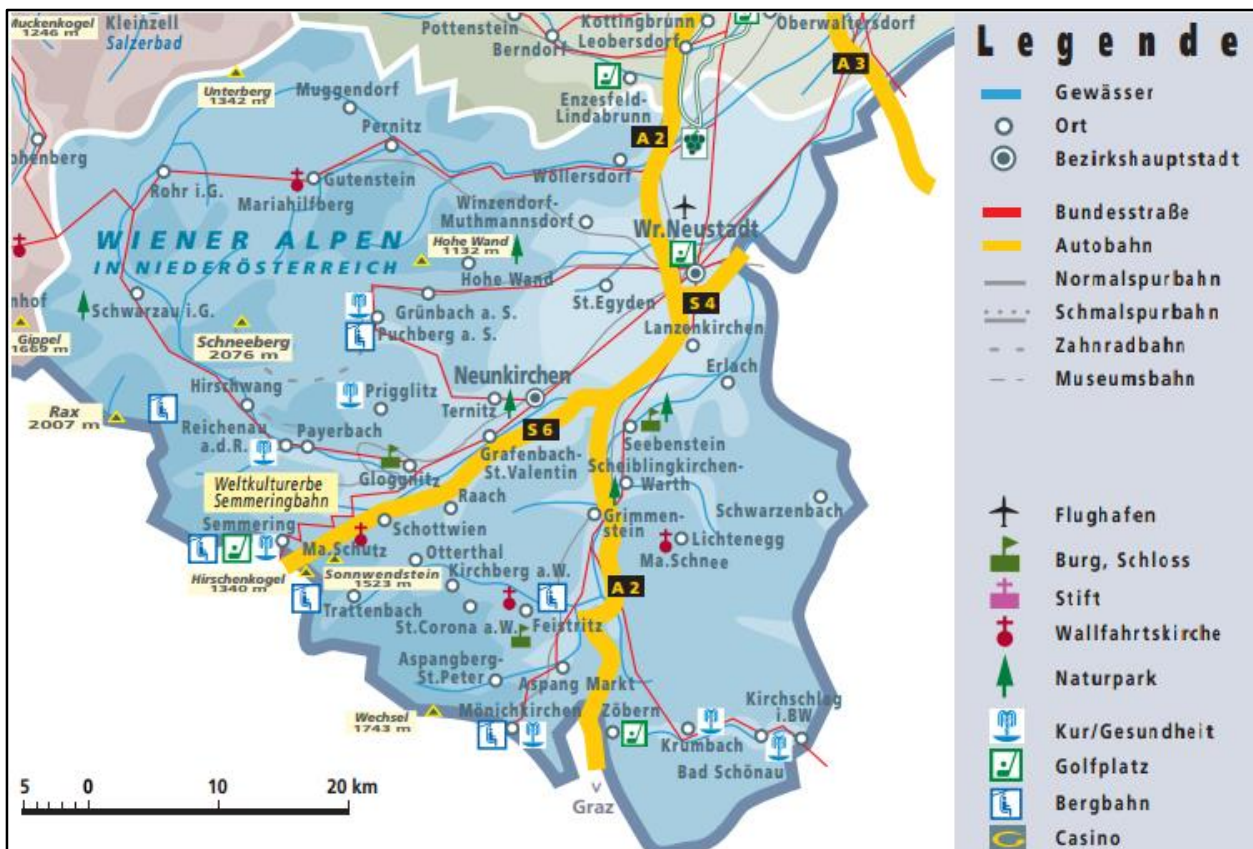 Muckenkogel
1246 m
Kleinzell
Salzerbad
Pottenstein
Berndorf
Kottingbrunn
Leobersdorf
Oberwaltersdorf
A 3
Unterberg
1342 m
Muggendorf
Enzesfeld-
Lindabrunn
Pernitz
A 2
ohenberg
Rohr i.G.
Gutenstein
Mariahilfberg
Wöllersdorf
Winzendorf-
Muthmannsdorf
Wr.Neustadt
WIENER ALPEN
IN NIEDERÖSTERREICH
Hohe Wand
1132 m
Hohe Wand
St.Egyden
S 4
nhof
Schwarzau i.G.
Grünbach a. S.
Puchberg a. S.
Lanzenkirchen
Gippel
1669 m
Schneeberg
2076 m
Erlach
Hirschwang
Prigglitz
Neunkirchen
Ternitz
Rax
2007 m
Reichenau
a.d.R.
Payerbach
S 6
Seebenstein
Grafenbach-
St.Valentin
Scheiblingkirchen-
Warth
Gloggnitz
Weltkulturerbe
Semmeringbahn
Raach
Schwarzenbach
Semmering
Schottwien
Grimmen-
stein
Lichtenegg
Ma.Schutz
Otterthal
Ma.Schnee
Hirschenkogel
1340 m
Sonnwendstein
1523 m
Kirchberg a.W.
A 2
Trattenbach
St.Corona a.W.
Feistritz
Aspangberg-
St.Peter
Aspang Markt
Wechsel
1743 m
Mönichkirchen
Zöbern
Kirchschlag
i.BW
Krumbach
Bad Schönau
v
Graz
5 0 10 20 km
Legende
Gewässer
Ort
Bezirkshauptstadt
Bundesstraße
Autobahn
Normalspurbahn
Schmalspurbahn
Zahnradbahn
Museumsbahn
Flughafen
Burg, Schloss
Stift
Wallfahrtskirche
Naturpark
Kur/Gesundheit
Golfplatz
Bergbahn
Casino